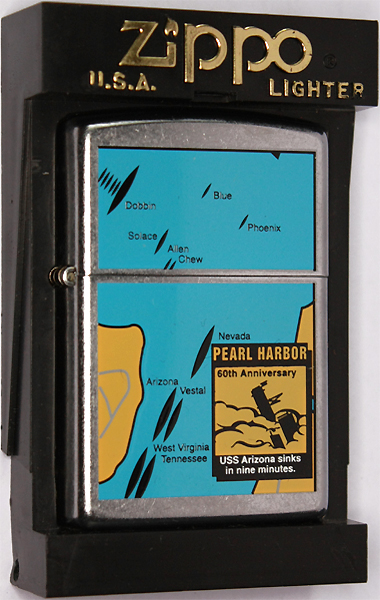 Zippo
U.S.A. LIGHTER
Dobbin
Blue
Phoenix
Solace
Allen
Chew
Nevada
PEARL HARBOR
60th Anniversary
Arizona
Vestal
West Virginia
Tennessee
USS Arizona sinks
in nine minutes.